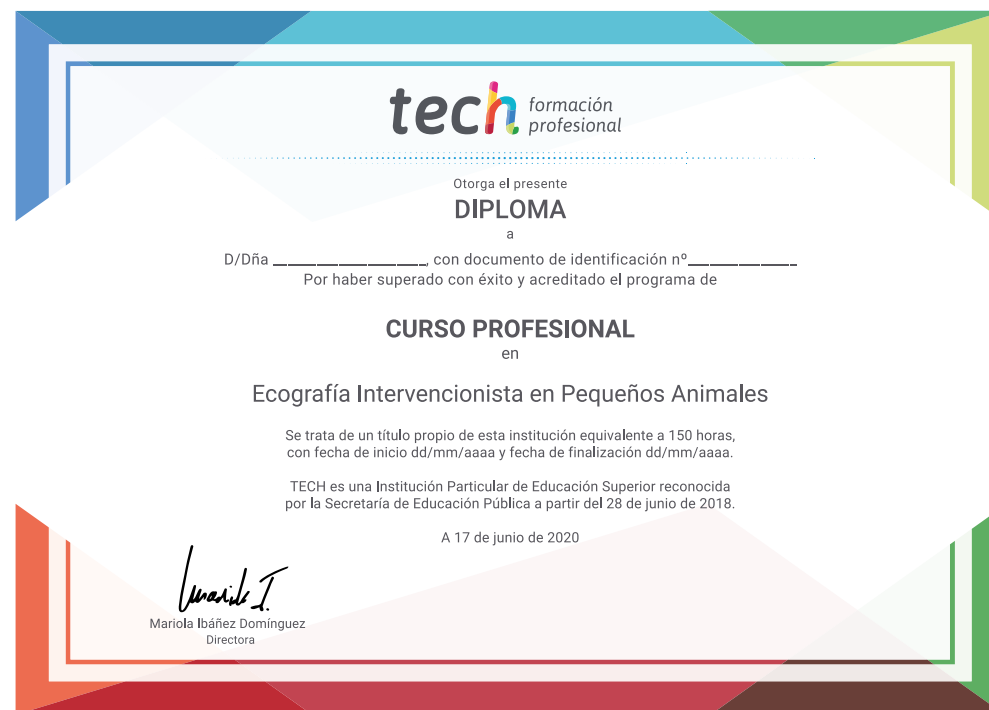 tech formación
profesional
Otorga el presente
DIPLOMA
a
D/Dña ____________________, con documento de identificación nº______________
Por haber superado con éxito y acreditado el programa de
CURSO PROFESIONAL
en
Ecografía Intervencionista en Pequeños Animales
Se trata de un título propio de esta institución equivalente a 150 horas,
con fecha de inicio dd/mm/aaaa y fecha de finalización dd/mm/aaaa.
TECH es una Institución Particular de Educación Superior reconocida
por la Secretaría de Educación Pública a partir del 28 de junio de 2018.
A 17 de junio de 2020
Mariola I.
Mariola Ibáñez Domínguez
Directora